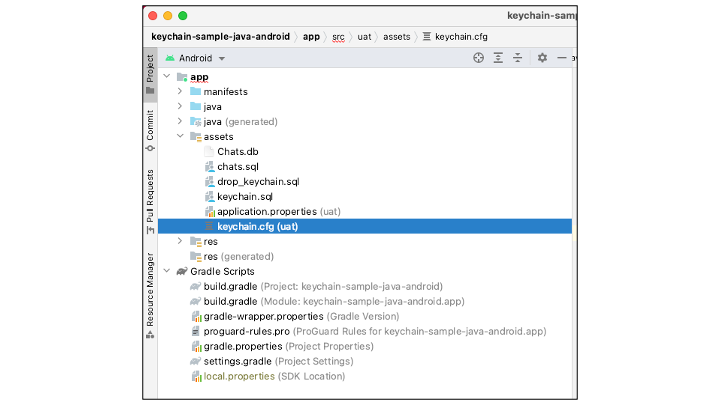 keychain-samp
keychain-sample-java-android 〉 app 〉 src 〉 uat 〉 assets 〉 keychain.cfg
Android
Project
Commit
Pull Requests
Resource Manager
app
manifests
java
java (generated)
assets
Chats.db
chats.sql
drop_keychain.sql
keychain.sql
application.properties (uat)
keychain.cfg (uat)
res
res (generated)
Gradle Scripts
build.gradle (Project: keychain-sample-java-android)
build.gradle (Module: keychain-sample-java-android.app)
gradle-wrapper.properties (Gradle Version)
proguard-rules.pro (ProGuard Rules for keychain-sample-java-android.app)
gradle.properties (Project Properties)
settings.gradle (Project Settings)
local.properties (SDK Location)